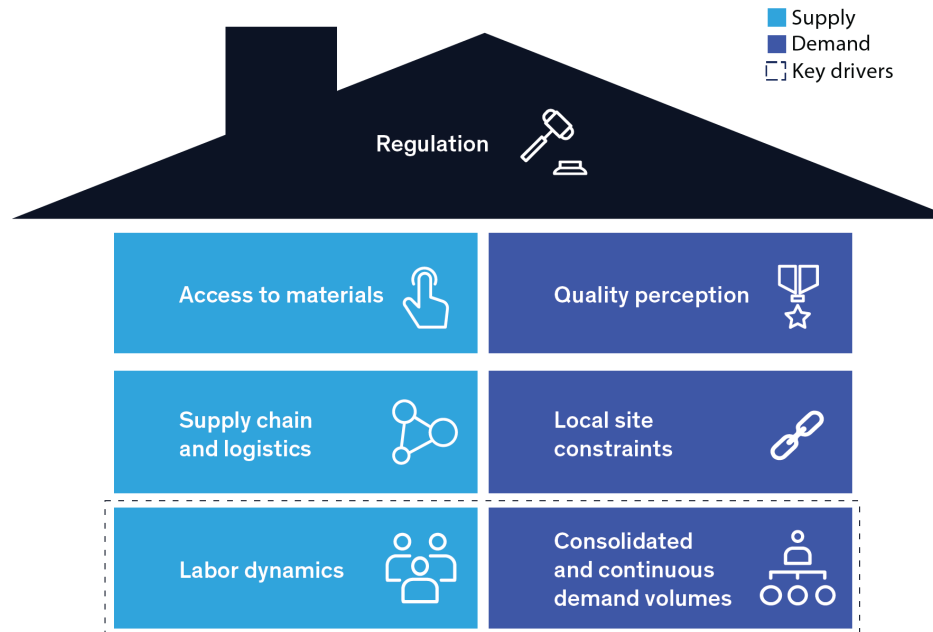 Supply
Demand
Key drivers
Regulation
Access to materials
Quality perception
Supply chain
and logistics
Local site
constraints
Labor dynamics
Consolidated
and continuous
demand volumes